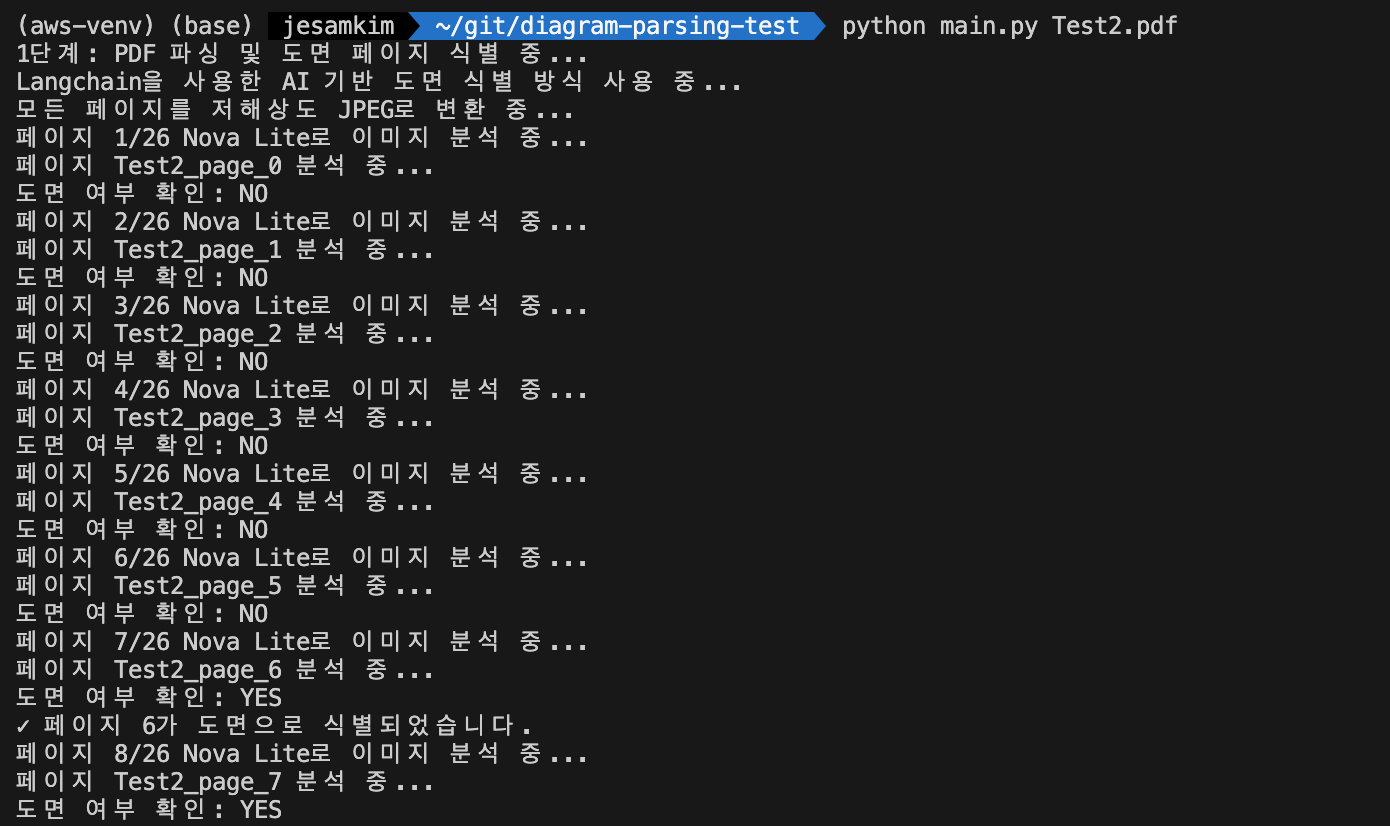 (aws-venv) (base) jesamkim ~/git/diagram-parsing-test python main.py Test2.pdf
1단계: PDF 파싱 및 도면 페이지 식별 중...
Langchain을 사용한 AI 기반 도면 식별 방식 사용 중...
모든 페이지를 저해상도 JPEG로 변환 중...
페이지 1/26 Nova Lite로 이미지 분석 중...
페이지 Test2_page_0 분석 중...
도면 여부 확인: NO
페이지 2/26 Nova Lite로 이미지 분석 중...
페이지 Test2_page_1 분석 중...
도면 여부 확인: NO
페이지 3/26 Nova Lite로 이미지 분석 중...
페이지 Test2_page_2 분석 중...
도면 여부 확인: NO
페이지 4/26 Nova Lite로 이미지 분석 중...
페이지 Test2_page_3 분석 중...
도면 여부 확인: NO
페이지 5/26 Nova Lite로 이미지 분석 중...
페이지 Test2_page_4 분석 중...
도면 여부 확인: NO
페이지 6/26 Nova Lite로 이미지 분석 중...
페이지 Test2_page_5 분석 중...
도면 여부 확인: NO
페이지 7/26 Nova Lite로 이미지 분석 중...
페이지 Test2_page_6 분석 중...
도면 여부 확인: YES
✓ 페이지 6가 도면으로 식별되었습니다.
페이지 8/26 Nova Lite로 이미지 분석 중...
페이지 Test2_page_7 분석 중...
도면 여부 확인: YES